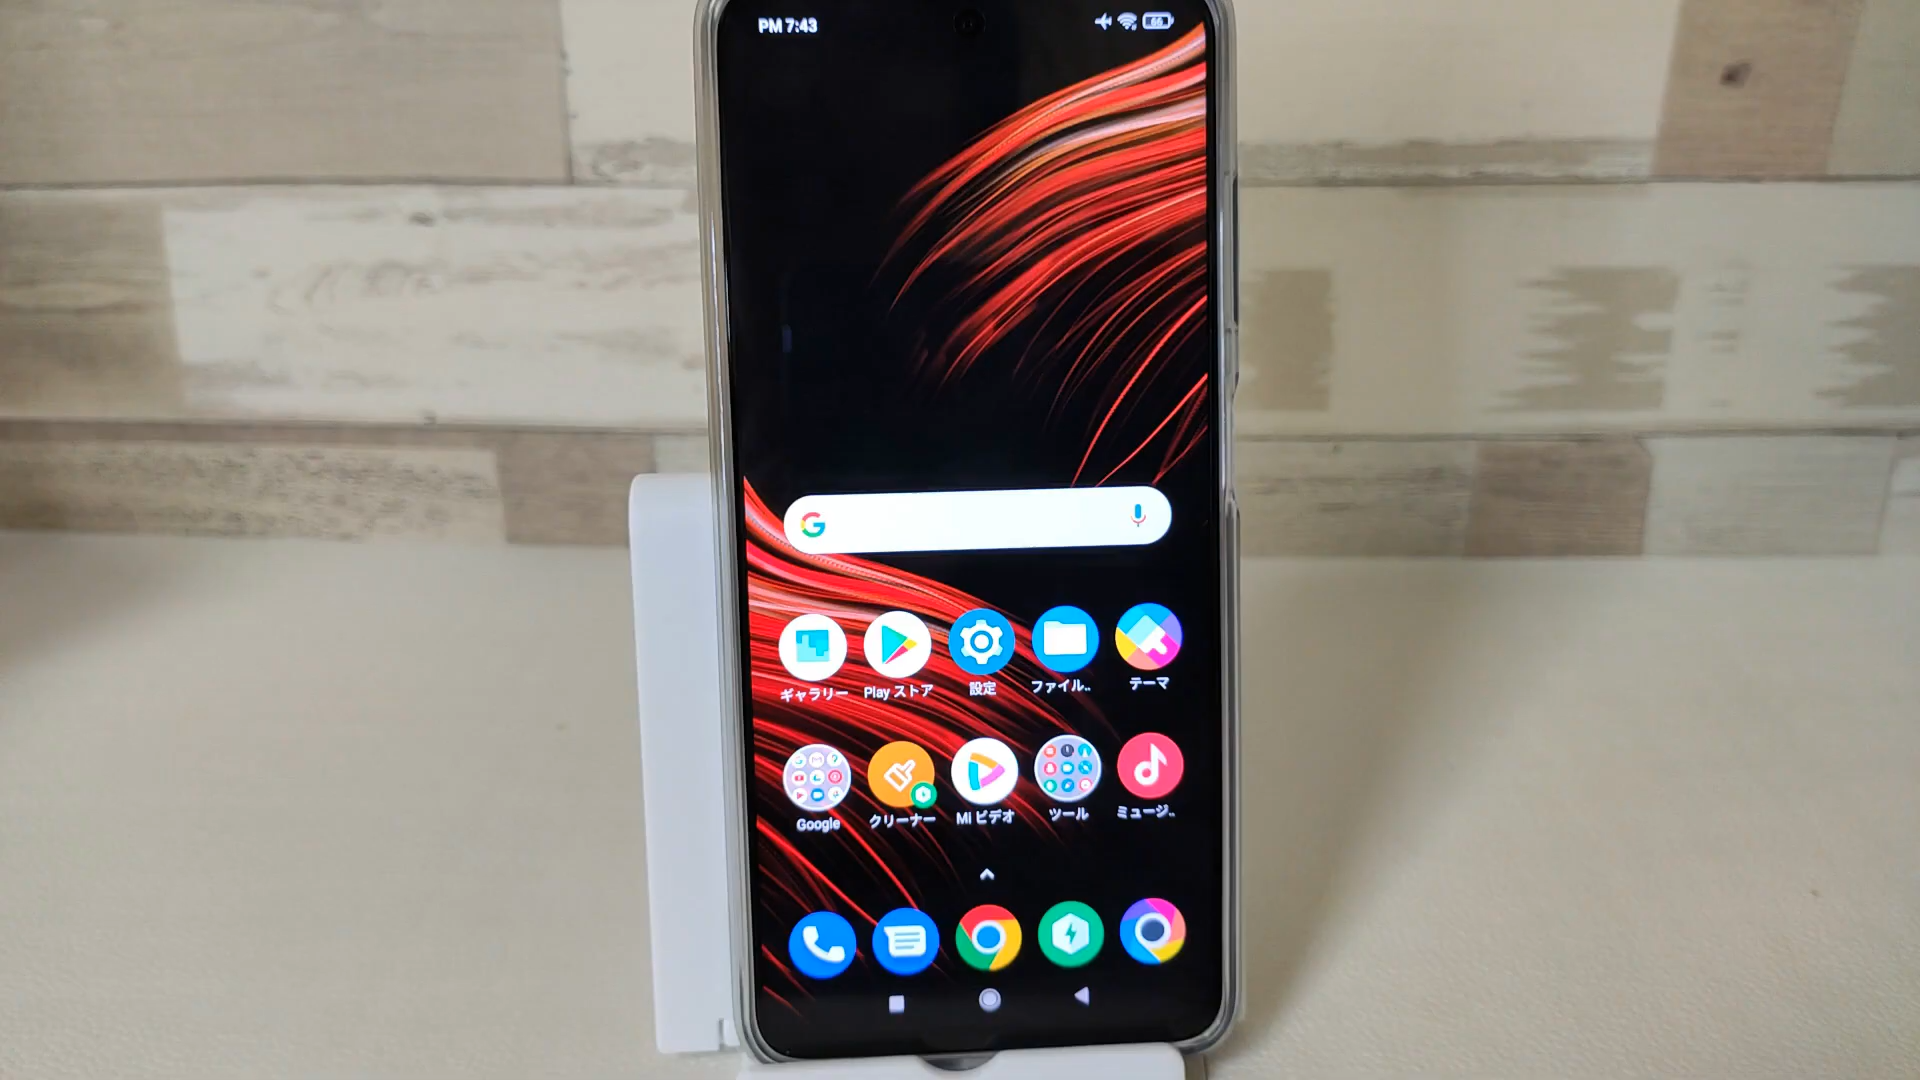 PM 7:43
66
ギャラリー
Play ストア
設定
ファイル..
テーマ
Google
クリーナー
Mi ビデオ
ツール
ミュージ..